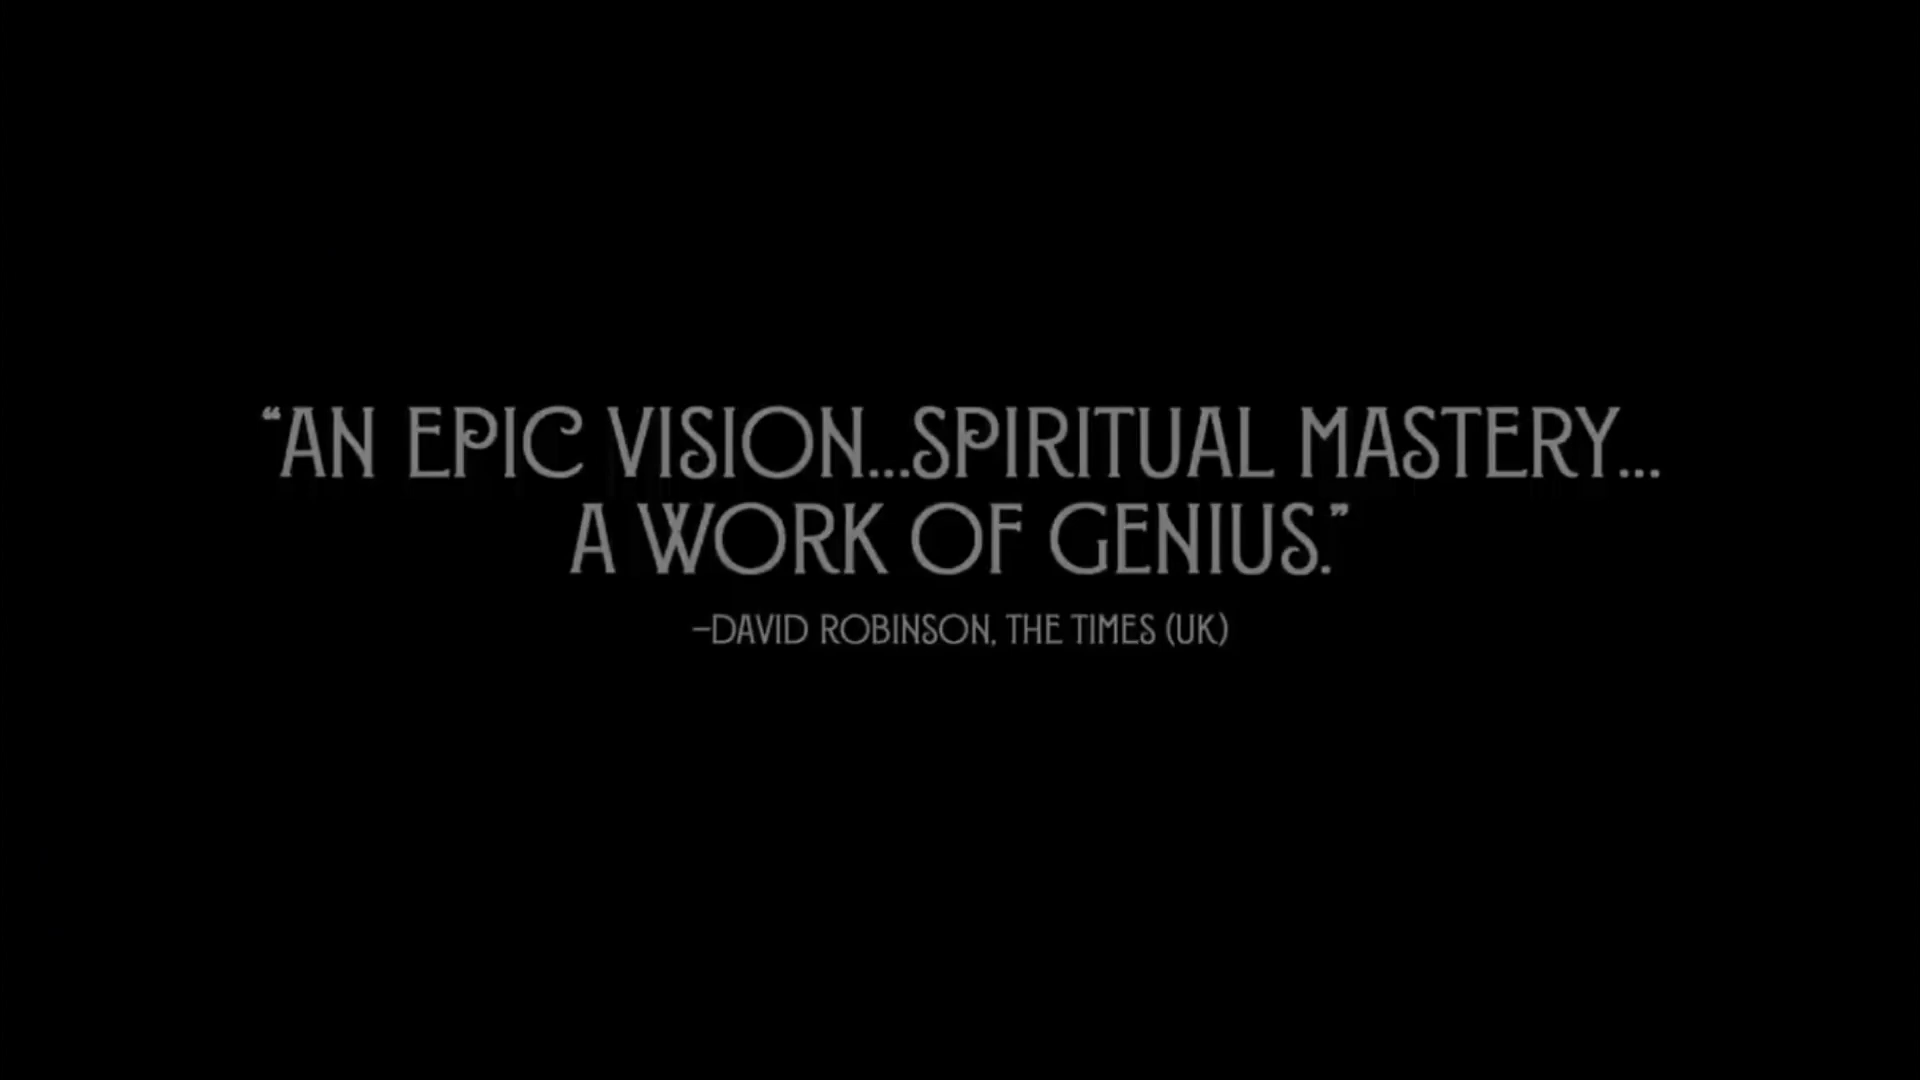 “AN EPIC VISION...SPIRITUAL MASTERY...
A WORK OF GENIUS.”
–DAVID ROBINSON, THE TIMES (UK)